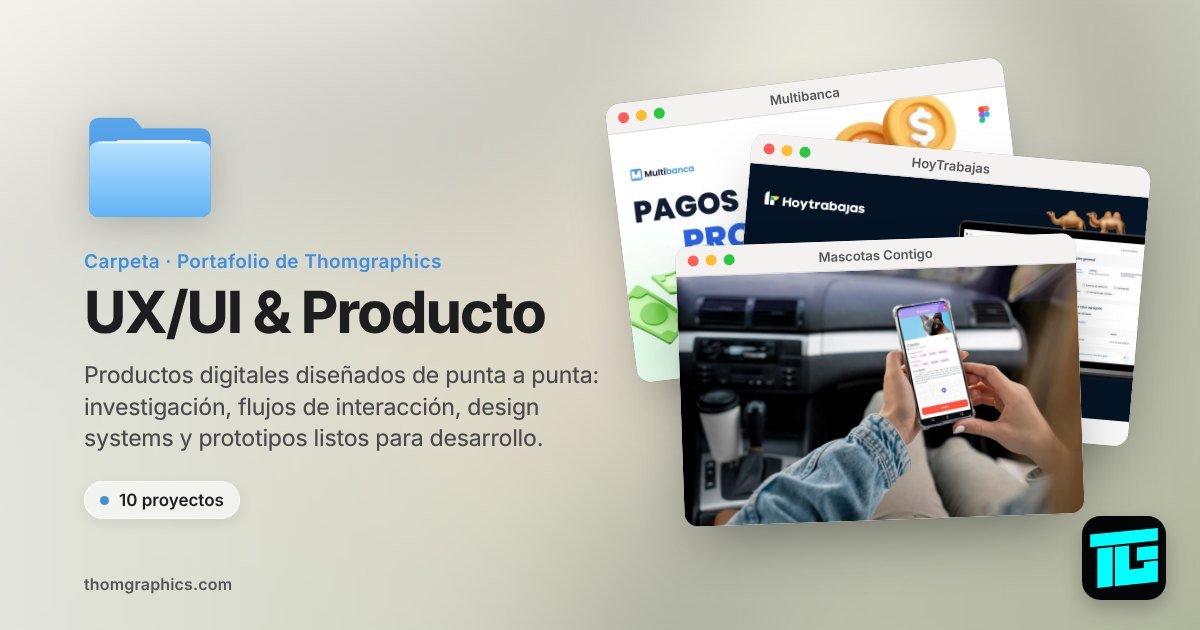 Carpeta · Portafolio de Thomgraphics
UX/UI & Producto
Productos digitales diseñados de punta a punta:
investigación, flujos de interacción, design
systems y prototipos listos para desarrollo.
10 proyectos
thomgraphics.com
Multibanca
Multibanca
PAGOS
HoyTrabajas
Hoytrabajas
Mascotas Contigo
TG